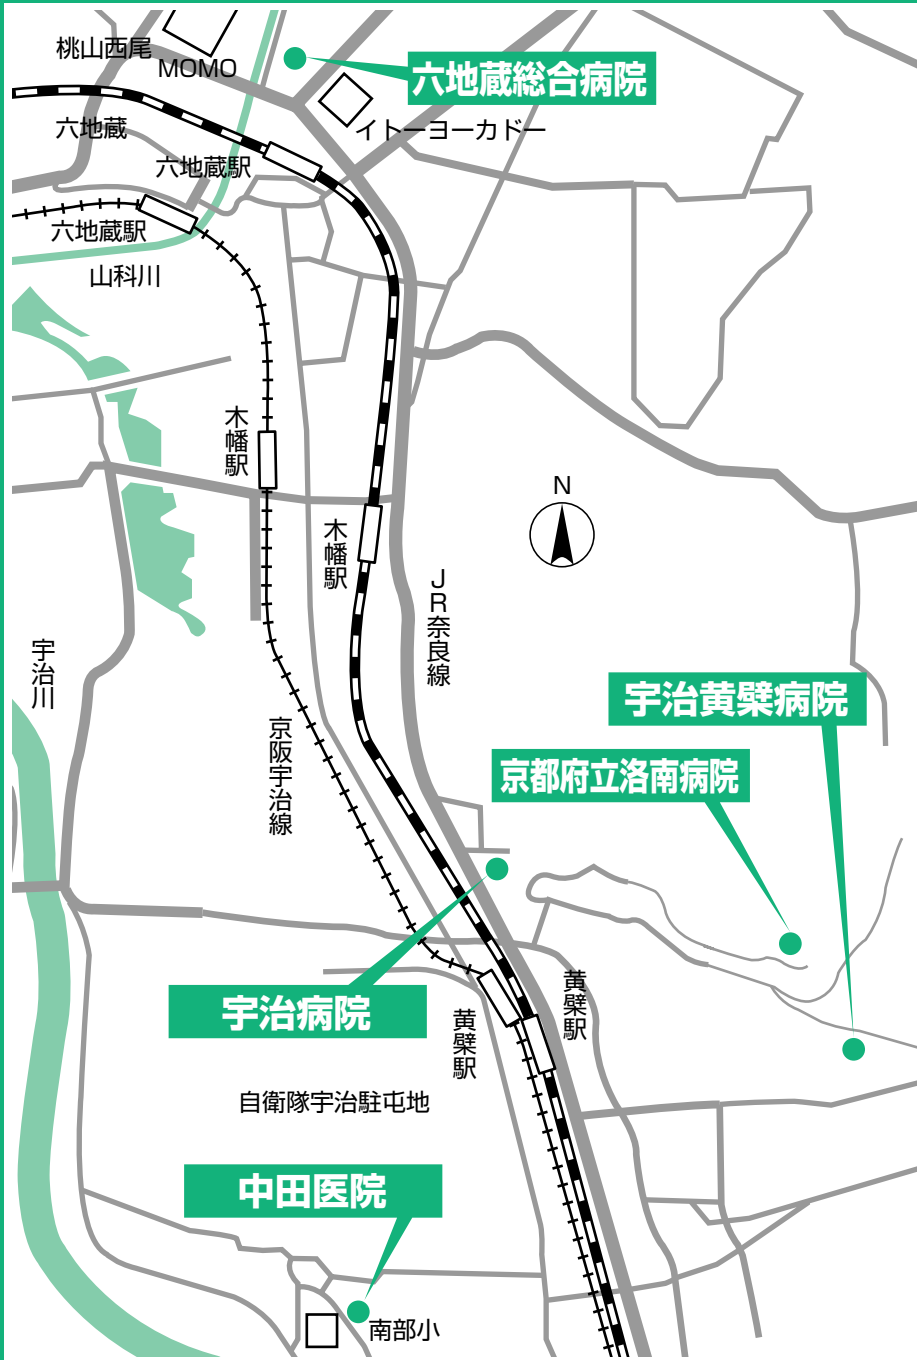 桃山西尾
MOMO
六地蔵総合病院
イトーヨーカドー
六地蔵
六地蔵駅
六地蔵駅
山科川
木幡駅
N
木幡駅
JR奈良線
宇治川
宇治黄檗病院
京阪宇治線
京都府立洛南病院
黄檗駅
宇治病院
黄檗駅
自衛隊宇治駐屯地
中田医院
南部小